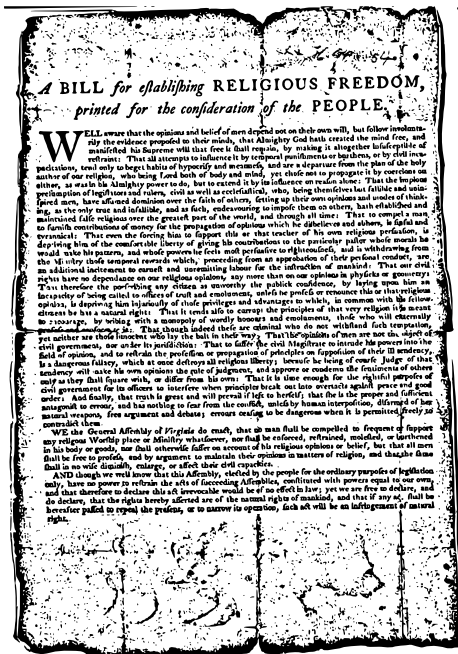 A BILL for eſtabliſhing RELIGIOUS FREEDOM,
printed for the conſideration of the PEOPLE.
WELL aware that the opinions and belief of men depend not on their own will, but follow involunta-
rily the evidence propoſed to their minds, that Almighty God hath created the mind free, and
manifeſted his Supreme will that free it ſhall remain, by making it altogether inſuſceptible of
reſtraint: That all attempts to influence it by temporal puniſhments or burthens, or by civil inca-
pacitations, tend only to beget habits of hypocriſy and meanneſs, and are a departure from the plan of the holy
author of our religion, who being Lord both of body and mind, yet choſe not to propagate it by coercions on
either, as was in his Almighty power to do, but to extend it by its influence on reaſon alone: That the impious
preſumption of legiſlators and rulers, civil as well as eccleſiaſtical, who, being themſelves but fallible and unin-
ſpired men, have aſſumed dominion over the faith of others, ſetting up their own opinions and modes of think-
ing, as the only true and infallible, and as ſuch, endeavouring to impoſe them on others, hath eſtabliſhed and
maintained falſe religions over the greateſt part of the world, and through all time: That to compel a man
to furniſh contributions of money for the propagation of opinions which he diſbelieves and abhors, is ſinful and
tyrannical: That even the forcing him to ſupport this or that teacher of his own religious perſuaſion, is
depriving him of the comfortable liberty of giving his contributions to the particular paſtor whoſe morals he
would make his pattern, and whoſe powers he feels moſt perſuaſive to righteouſneſs, and is withdrawing from
the Miniſtry thoſe temporal rewards which, proceeding from an approbation of their perſonal conduct, are
an additional incitement to earneſt and unremitting labour for the inſtruction of mankind: That our civil
rights have no dependance on our religious opinions, any more than on our opinions in phyſicks or geometry:
That therefore the proſcribing any citizen as unworthy the publick confidence, by laying upon him an
incapacity of being called to offices of truſt and emolument, unleſs he profeſs or renounce this or that religious
opinion, is depriving him injuriouſly of thoſe privileges and advantages to which, in common with his fellow
citizens he has a natural right: That it tends alſo to corrupt the principles of that very religion it is meant
to encourage, by bribing with a monopoly of wordly honours and emoluments, thoſe who will externally
profeſs and conform to it: That though indeed theſe are criminal who do not withſtand ſuch temptation,
yet neither are thoſe innocent who lay the bait in their way: That the opinions of men are not the object of
civil government, nor under its juriſdiction: That to ſuffer the civil Magiſtrate to intrude his powers into the
field of opinion, and to reſtrain the profeſſion or propagation of principles on ſuppoſition of their ill tendency,
is a dangerous fallacy, which at once deſtroys all religious liberty; becauſe he being of courſe Judge of that
tendency will make his own opinions the rule of judgment, and approve or condemn the ſentiments of others
only as they ſhall ſquare with, or differ from his own: That it is time enough for the rightful purpoſes of
civil government for its officers to interfere when principles break out into overt acts againſt peace and good
order: And finally, that truth is great and will prevail if left to herſelf; that ſhe is the proper and ſufficient
antagoniſt to errour, and has nothing to fear from the conflict, unleſs by human interpoſition, diſarmed of her
natural weapons, free argument and debate; errours ceaſing to be dangerous when it is permitted freely to
contradict them.
WE the General Aſſembly of Virginia do enact, that no man ſhall be compelled to frequent or ſupport
any religous Worſhip place or Miniſtry whatſoever, nor ſhall be enforced, reſtrained, moleſted, or burthened
in his body or goods, nor ſhall otherwiſe ſuffer on account of his religious opinions or belief, but that all men
ſhall be free to profeſs, and by argument to maintain their opinions in matters of religion, and that the ſame
ſhall in no wiſe diminiſh, enlarge, or affect their civil capacities.
AND though we well know that this Aſſembly, elected by the people for the ordinary purpoſes of legiſlation
only, have no power to reſtrain the acts of ſucceeding Aſſemblies, conſtituted with powers equal to our own,
and that therefore to declare this act irrevocable would be of no effect in law; yet we are free to declare, and
do declare, that the rights hereby aſſerted are of the natural rights of mankind, and that if any act ſhall be
hereafter paſſed to repeal the preſent, or to narrow its operation, ſuch act will be an infringement of natural
right.